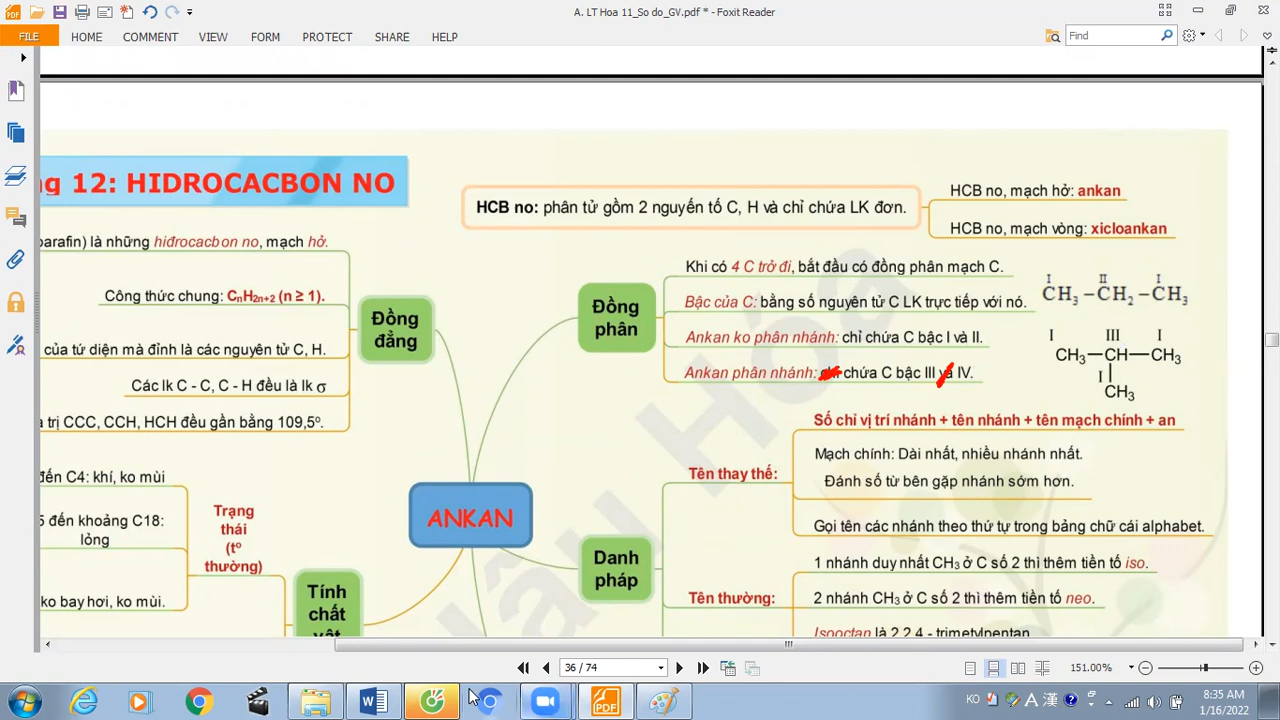 A. LT Hoa 11_So do_GV.pdf * - Foxit Reader
FILE HOME COMMENT VIEW FORM PROTECT SHARE HELP
Find
ng 12: HIDROCACBON NO
HCB no: phân tử gồm 2 nguyến tố C, H và chỉ chứa LK đơn.
HCB no, mạch hở: ankan
HCB no, mạch vòng: xicloankan
parafin) là những hiđrocacbon no, mạch hở.
Công thức chung: CnH2n+2 (n ≥ 1).
của tứ diện mà đỉnh là các nguyên tử C, H.
Các lk C - C, C - H đều là lk σ
trị CCC, CCH, HCH đều gần bằng 109,5º.
Đồng đẳng
Đồng phân
Khi có 4 C trở đi, bắt đầu có đồng phân mạch C.
Bậc của C: bằng số nguyên tử C LK trực tiếp với nó.
Ankan ko phân nhánh: chỉ chứa C bậc I và II.
Ankan phân nhánh: chỉ chứa C bậc III và IV.
I II I
CH3 – CH2 – CH3
I III I
CH3 – CH – CH3
I
CH3
ANKAN
đến C4: khí, ko mùi
5 đến khoảng C18: lỏng
ko bay hơi, ko mùi.
Trạng thái (tº thường)
Tính chất vật
Danh pháp
Tên thay thế:
Số chỉ vị trí nhánh + tên nhánh + tên mạch chính + an
Mạch chính: Dài nhất, nhiều nhánh nhất.
Đánh số từ bên gặp nhánh sớm hơn.
Gọi tên các nhánh theo thứ tự trong bảng chữ cái alphabet.
Tên thường:
1 nhánh duy nhất CH3 ở C số 2 thì thêm tiền tố iso.
2 nhánh CH3 ở C số 2 thì thêm tiền tố neo.
Isooctan là 2,2,4 - trimetylpentan
36 / 74
151.00%
KO
8:35 AM
1/16/2022